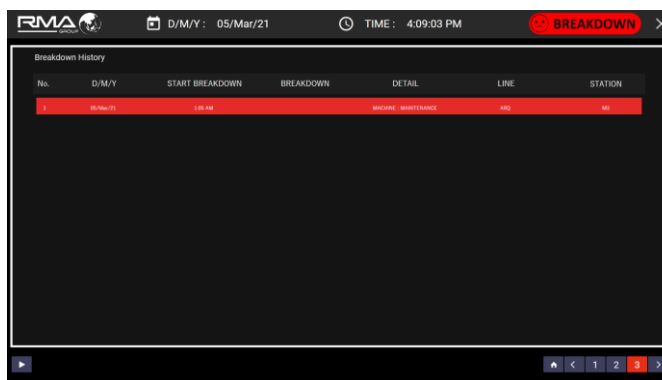 RMA GROUP D/M/Y : 05/Mar/21 TIME : 4:09:03 PM BREAKDOWN
Breakdown History
No. D/M/Y START BREAKDOWN BREAKDOWN DETAIL LINE STATION
1 05/Mar/21 1:05 AM MACHINE : MAINTENANCE ARQ
1 2 3